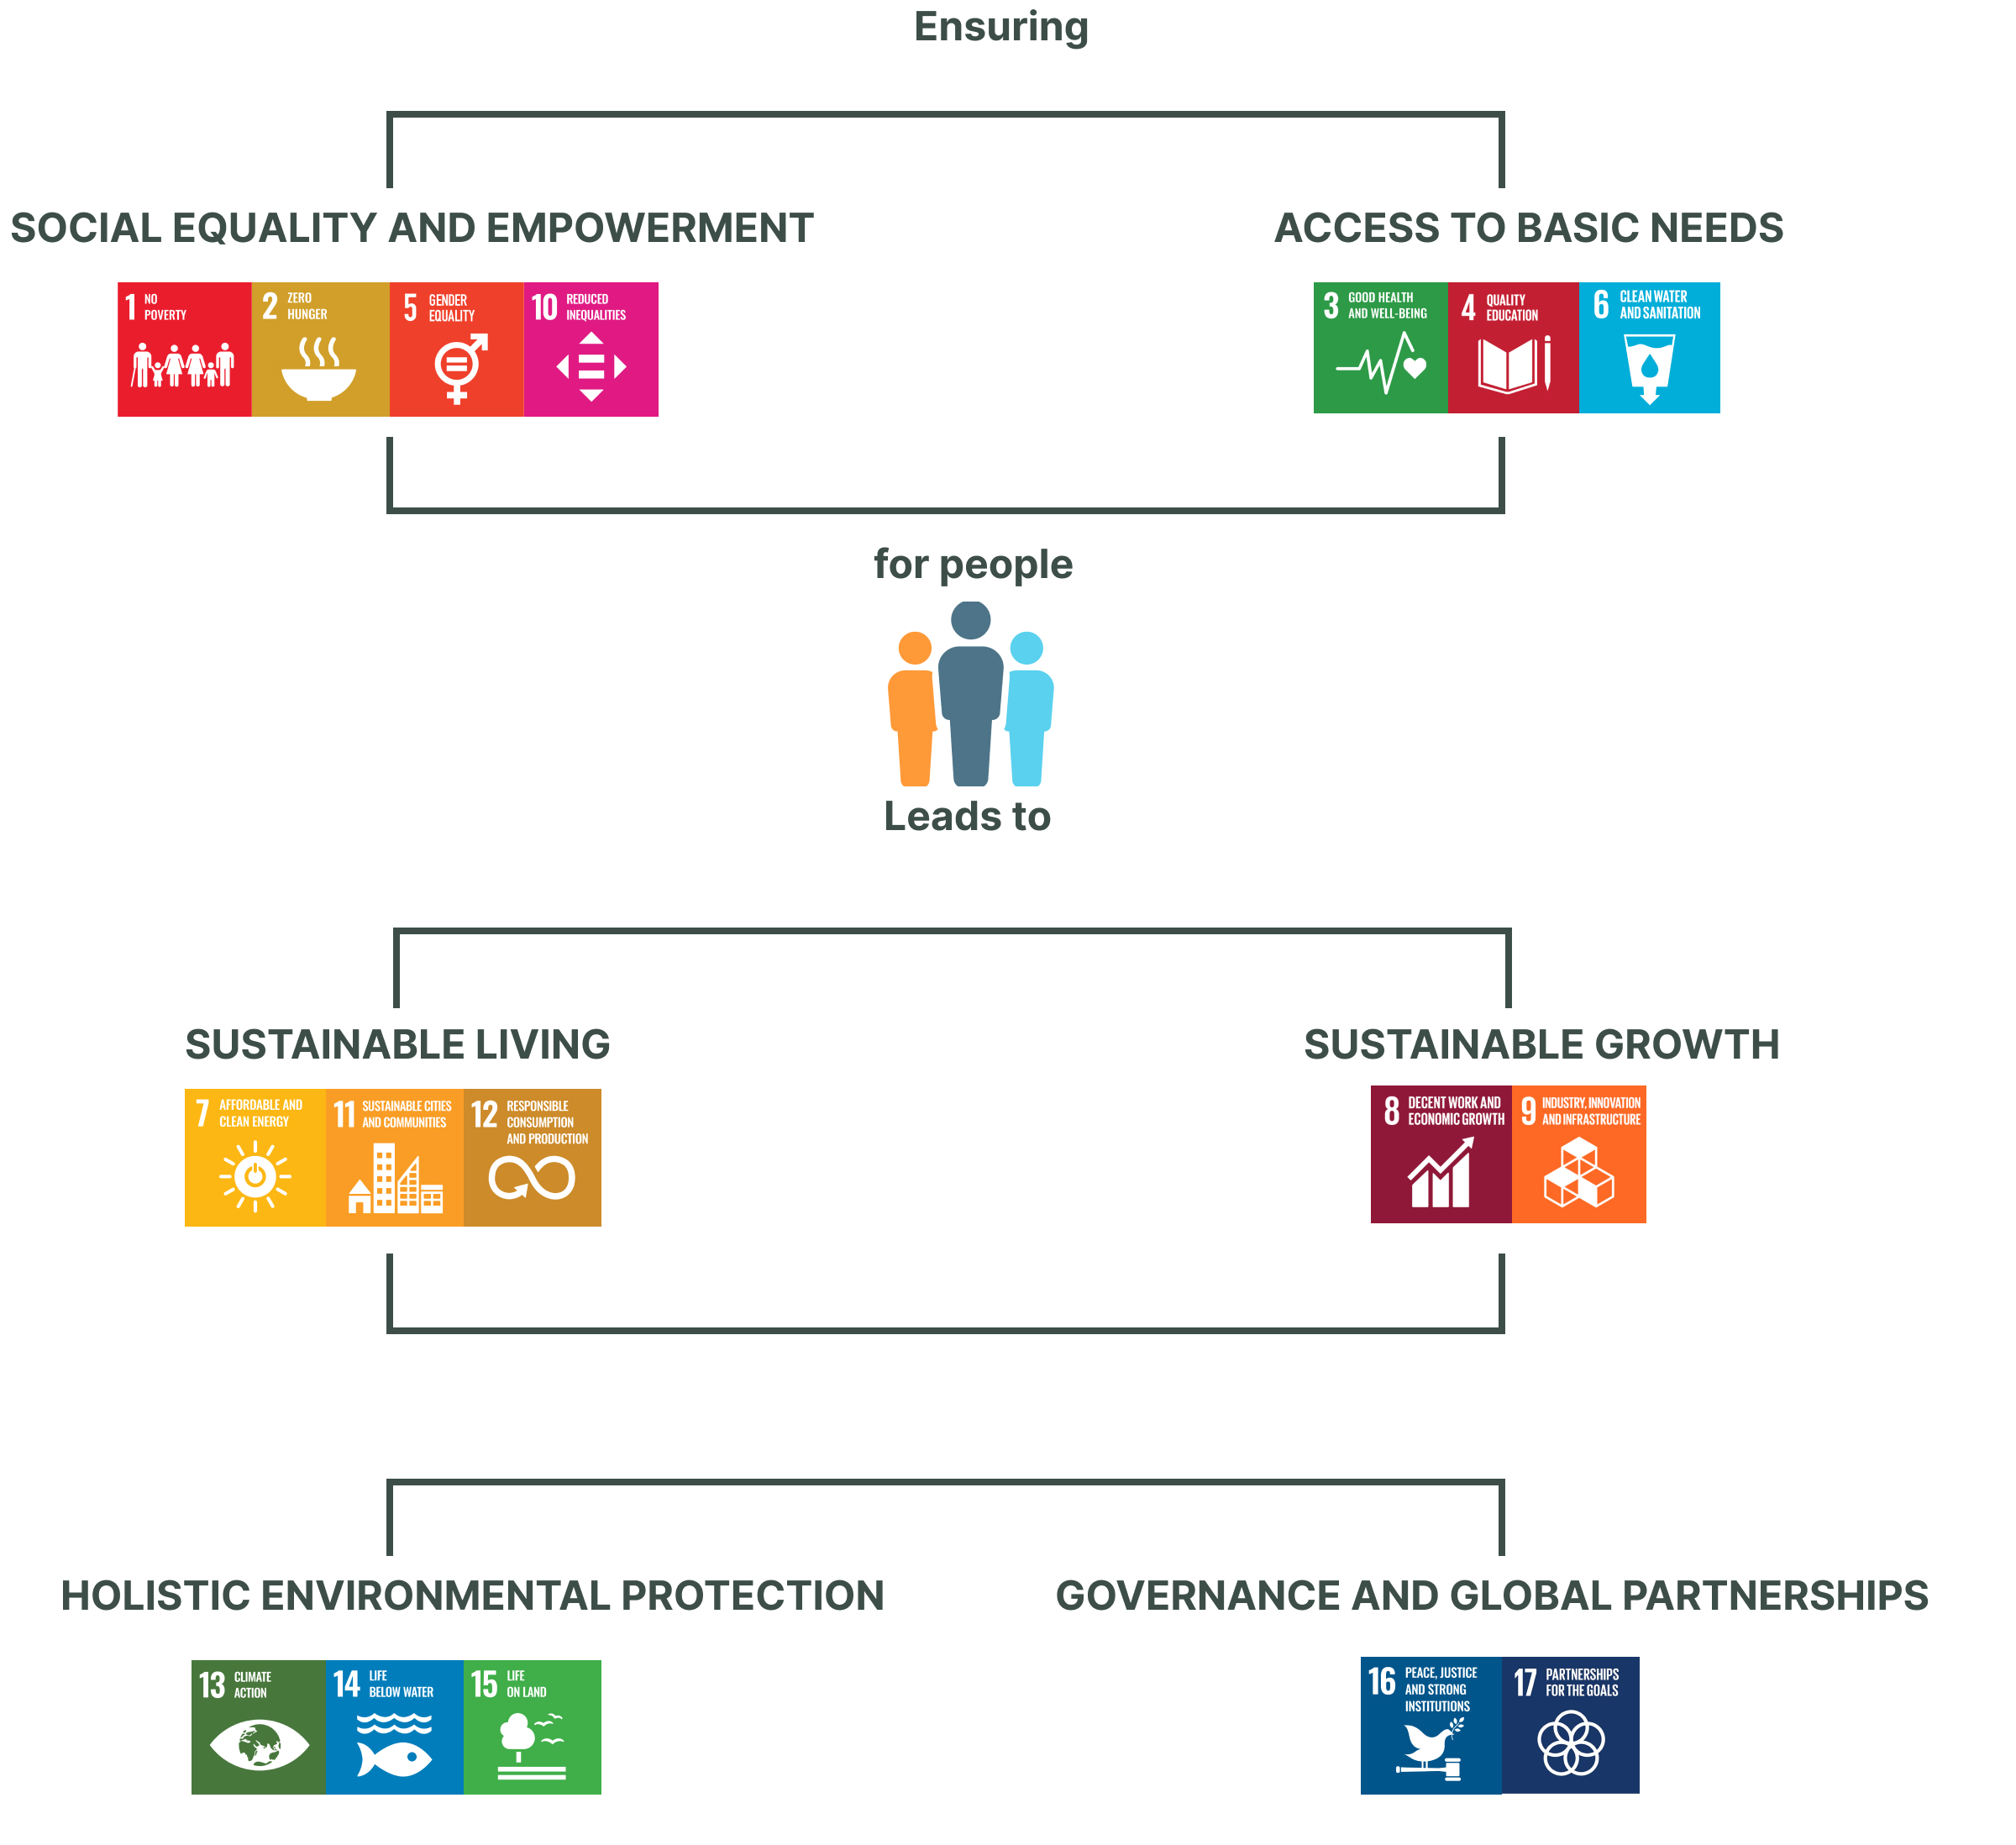 Ensuring
SOCIAL EQUALITY AND EMPOWERMENT
ACCESS TO BASIC NEEDS
1 NO
POVERTY
2 ZERO
HUNGER
5 GENDER
EQUALITY
10 REDUCED
INEQUALITIES
3 GOOD HEALTH
AND WELL-BEING
4 QUALITY
EDUCATION
6 CLEAN WATER
AND SANITATION
for people
Leads to
SUSTAINABLE LIVING
SUSTAINABLE GROWTH
7 AFFORDABLE AND
CLEAN ENERGY
11 SUSTAINABLE CITIES
AND COMMUNITIES
12 RESPONSIBLE
CONSUMPTION
AND PRODUCTION
8 DECENT WORK AND
ECONOMIC GROWTH
9 INDUSTRY, INNOVATION
AND INFRASTRUCTURE
HOLISTIC ENVIRONMENTAL PROTECTION
GOVERNANCE AND GLOBAL PARTNERSHIPS
13 CLIMATE
ACTION
14 LIFE
BELOW WATER
15 LIFE
ON LAND
16 PEACE, JUSTICE
AND STRONG
INSTITUTIONS
17 PARTNERSHIPS
FOR THE GOALS